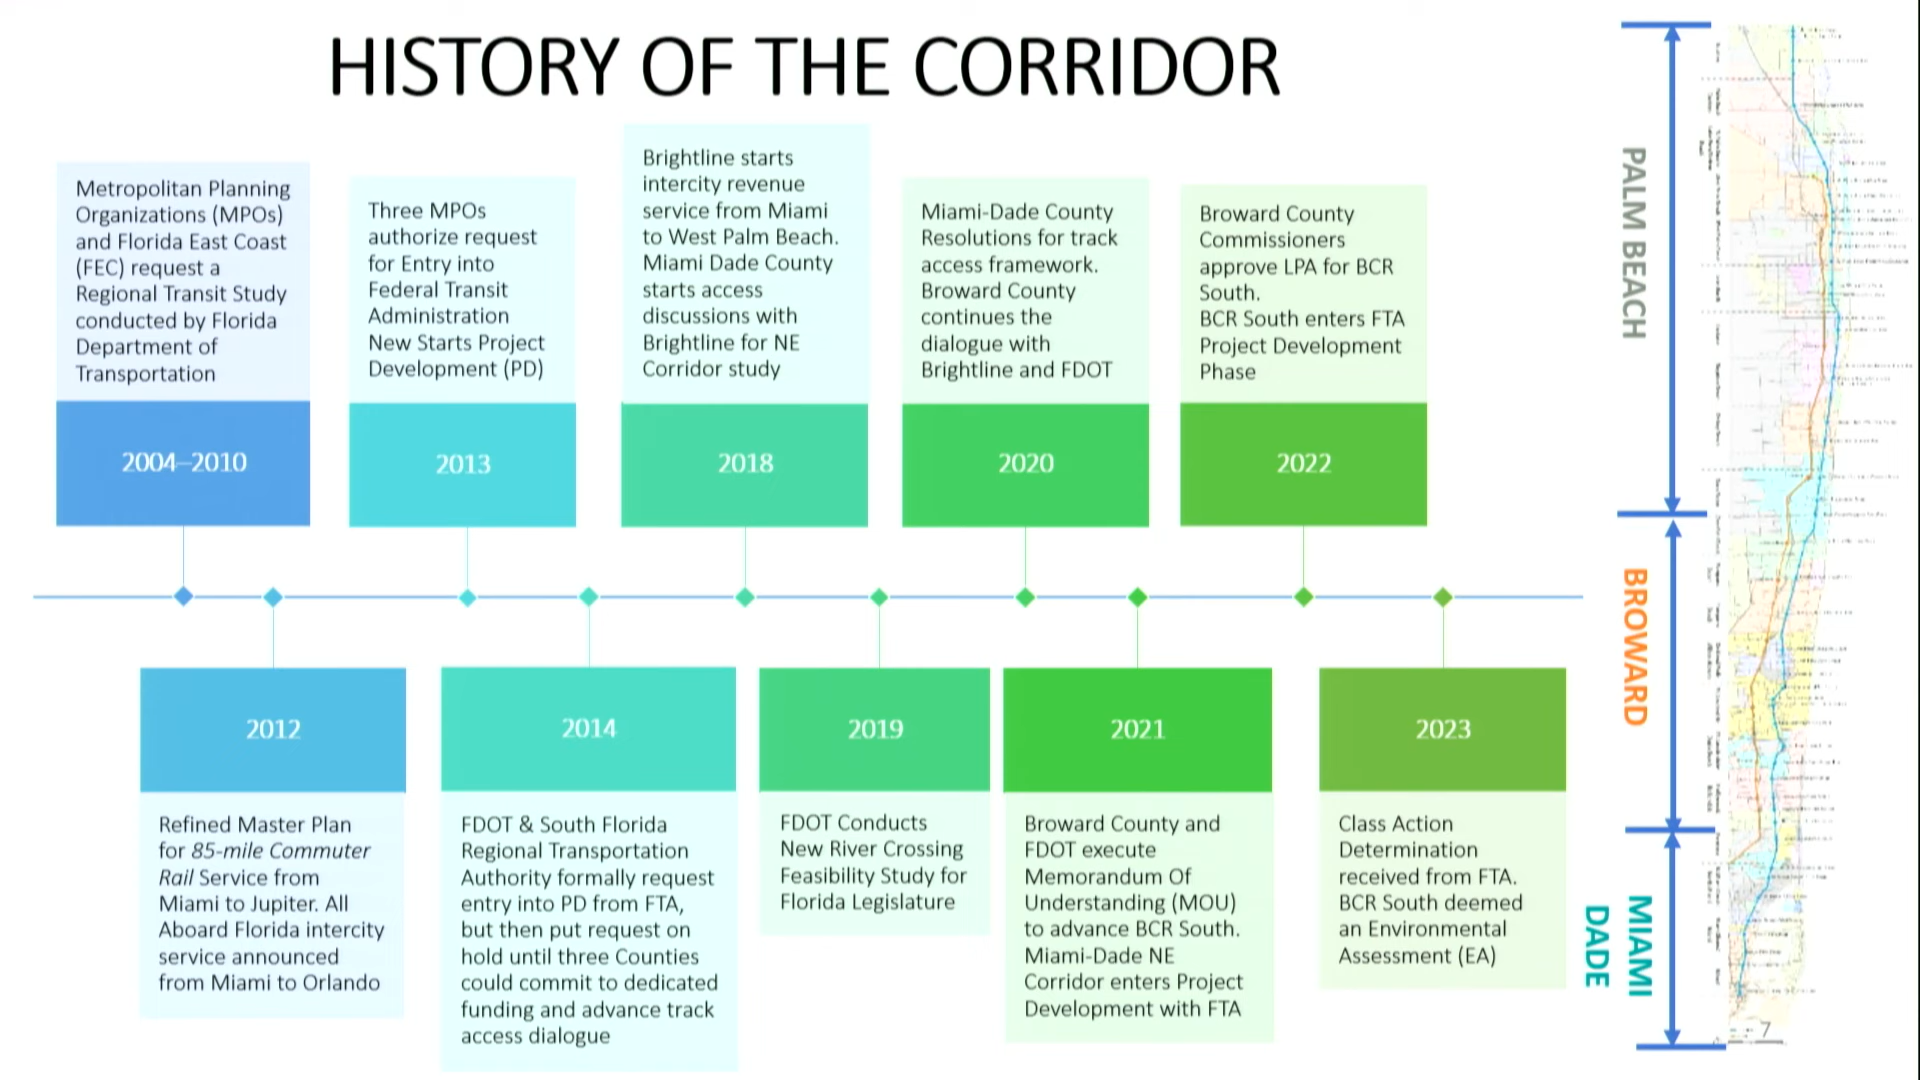 HISTORY OF THE CORRIDOR
Metropolitan Planning
Organizations (MPOs)
and Florida East Coast
(FEC) request a
Regional Transit Study
conducted by Florida
Department of
Transportation
2004–2010
Three MPOs
authorize request
for Entry into
Federal Transit
Administration
New Starts Project
Development (PD)
2013
Brightline starts
intercity revenue
service from Miami
to West Palm Beach.
Miami Dade County
starts access
discussions with
Brightline for NE
Corridor study
2018
Miami-Dade County
Resolutions for track
access framework.
Broward County
continues the
dialogue with
Brightline and FDOT
2020
Broward County
Commissioners
approve LPA for BCR
South.
BCR South enters FTA
Project Development
Phase
2022
2012
Refined Master Plan
for 85-mile Commuter
Rail Service from
Miami to Jupiter. All
Aboard Florida intercity
service announced
from Miami to Orlando
2014
FDOT & South Florida
Regional Transportation
Authority formally request
entry into PD from FTA,
but then put request on
hold until three Counties
could commit to dedicated
funding and advance track
access dialogue
2019
FDOT Conducts
New River Crossing
Feasibility Study for
Florida Legislature
2021
Broward County and
FDOT execute
Memorandum Of
Understanding (MOU)
to advance BCR South.
Miami-Dade NE
Corridor enters Project
Development with FTA
2023
Class Action
Determination
received from FTA.
BCR South deemed
an Environmental
Assessment (EA)
PALM BEACH
BROWARD
MIAMI
DADE
7